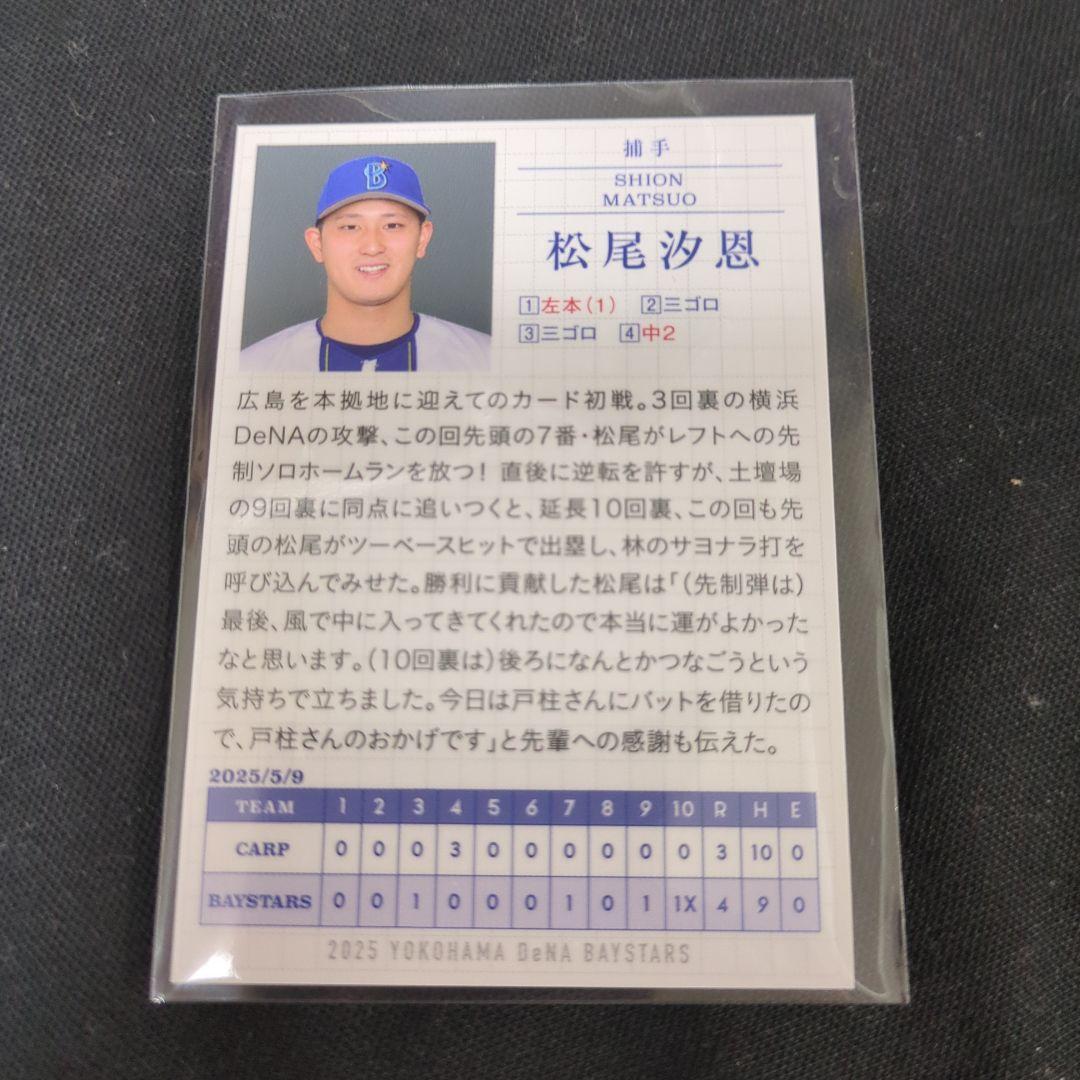 捕手
SHION
MATSUO
松尾汐恩
1左本(1) 2三ゴロ
3三ゴロ 4中2
広島を本拠地に迎えてのカード初戦。3回裏の横浜
DeNAの攻撃、この回先頭の7番・松尾がレフトへの先
制ソロホームランを放つ! 直後に逆転を許すが、土壇場
の9回裏に同点に追いつくと、延長10回裏、この回も先
頭の松尾がツーベースヒットで出塁し、林のサヨナラ打を
呼び込んでみせた。勝利に貢献した松尾は「(先制弾は)
最後、風で中に入ってきてくれたので本当に運がよかった
なと思います。(10回裏は)後ろになんとかつなごうという
気持ちで立ちました。今日は戸柱さんにバットを借りたの
で、戸柱さんのおかげです」と先輩への感謝も伝えた。
2025/5/9
TEAM 1 2 3 4 5 6 7 8 9 10 R H E
CARP 0 0 0 3 0 0 0 0 0 0 3 10 0
BAYSTARS 0 0 1 0 0 0 1 0 1 1X 4 9 0
2025 YOKOHAMA DeNA BAYSTARS
B